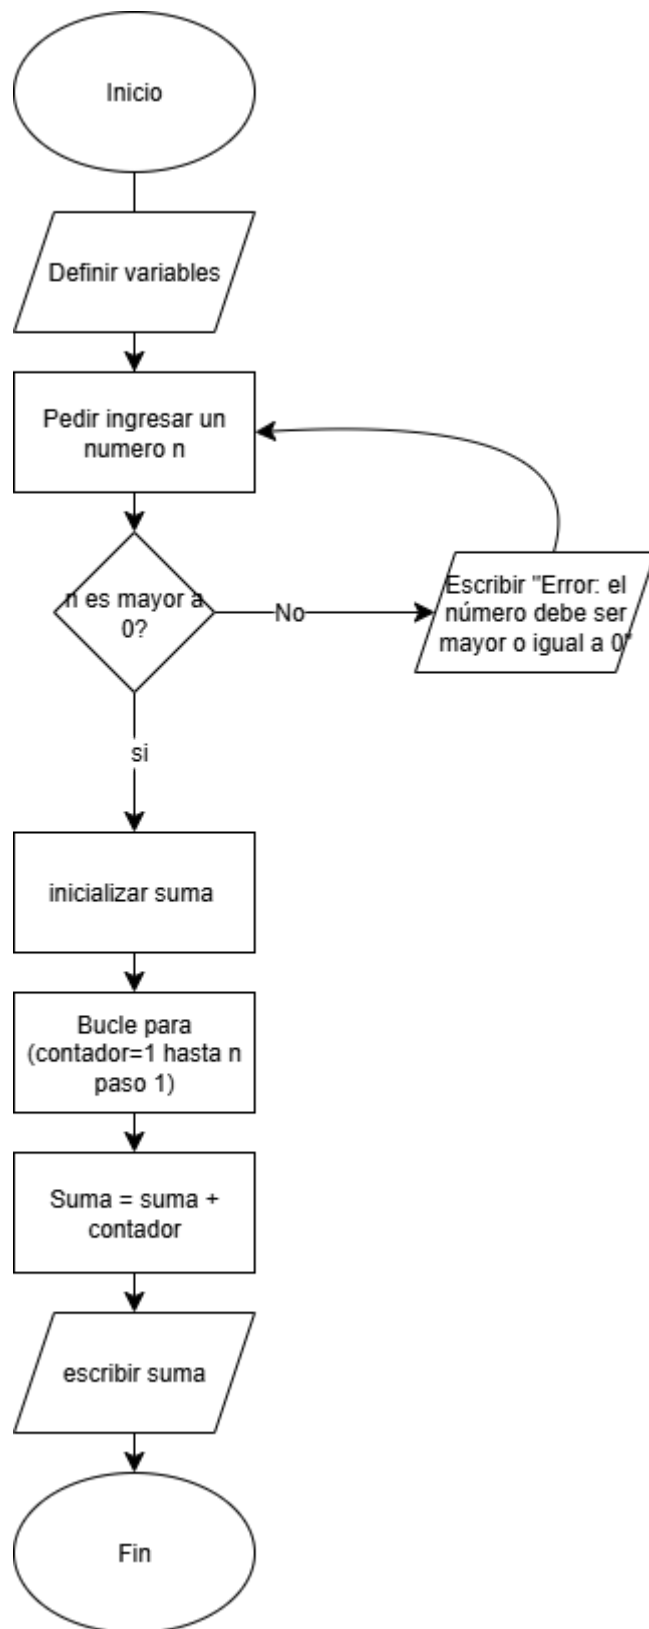 Inicio
Definir variables
Pedir ingresar un
numero n
n es mayor a
0?
No
Escribir "Error: el
número debe ser
mayor o igual a 0"
si
inicializar suma
Bucle para
(contador=1 hasta n
paso 1)
Suma = suma +
contador
escribir suma
Fin